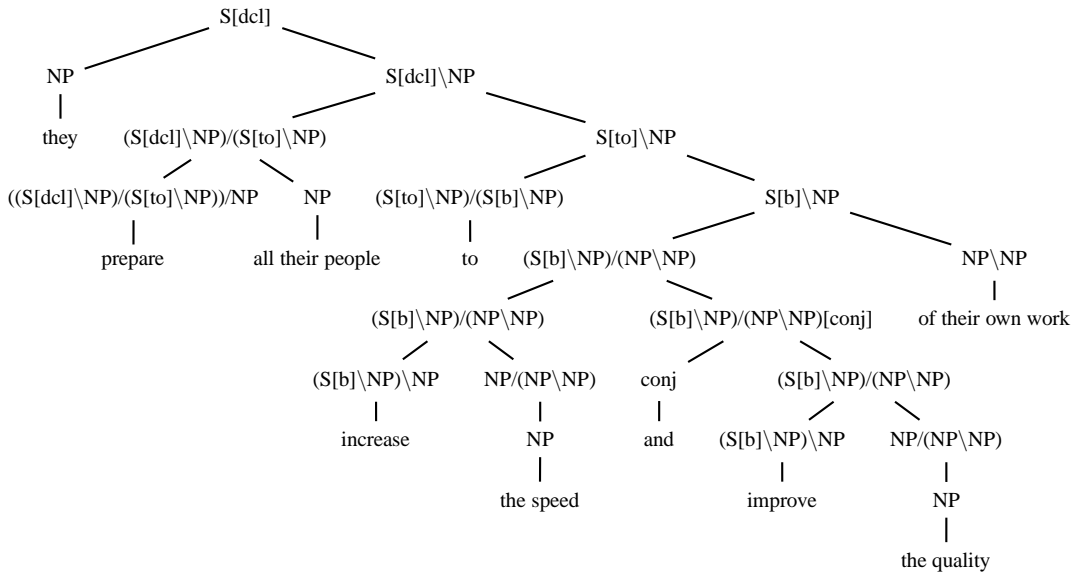 S[dcl]
NP S[dcl]\NP
they (S[dcl]\NP)/(S[to]\NP) S[to]\NP
((S[dcl]\NP)/(S[to]\NP))/NP NP (S[to]\NP)/(S[b]\NP) S[b]\NP
prepare all their people to (S[b]\NP)/(NP\NP) NP\NP
(S[b]\NP)/(NP\NP) (S[b]\NP)/(NP\NP)[conj] of their own work
(S[b]\NP)\NP NP/(NP\NP) conj (S[b]\NP)/(NP\NP)
increase NP and (S[b]\NP)\NP NP/(NP\NP)
the speed improve NP
the quality